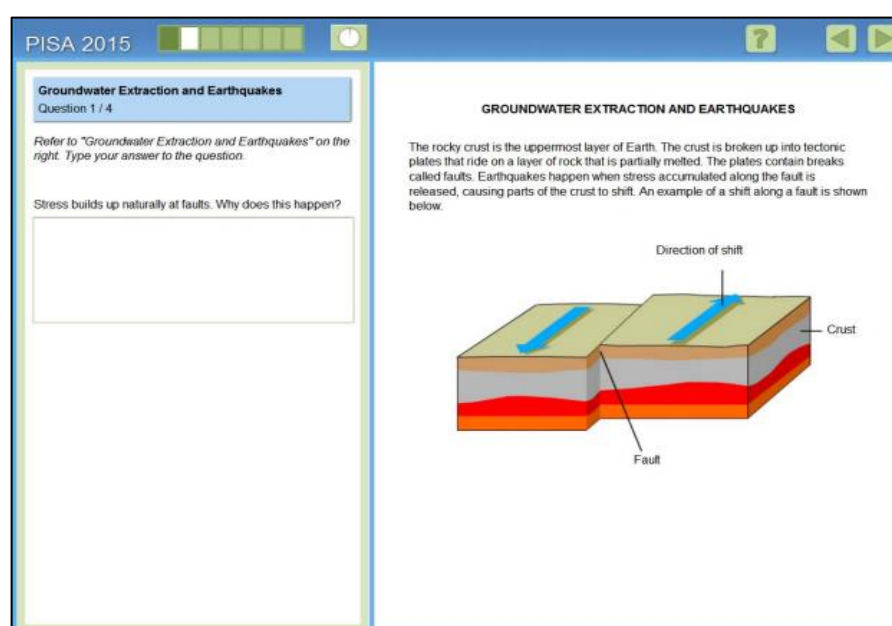 PISA 2015
?
Groundwater Extraction and Earthquakes
Question 1 / 4
Refer to "Groundwater Extraction and Earthquakes" on the
right. Type your answer to the question.
Stress builds up naturally at faults. Why does this happen?
GROUNDWATER EXTRACTION AND EARTHQUAKES
The rocky crust is the uppermost layer of Earth. The crust is broken up into tectonic
plates that ride on a layer of rock that is partially melted. The plates contain breaks
called faults. Earthquakes happen when stress accumulated along the fault is
released, causing parts of the crust to shift. An example of a shift along a fault is shown
below.
Direction of shift
Crust
Fault